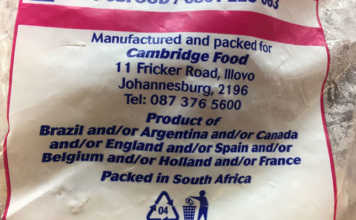 Manufactured and packed for
Cambridge Food
11 Fricker Road, Illovo
Johannesburg, 2196
Tel: 087 376 5600
Product of
Brazil and/or Argentina and/or Canada
and/or England and/or Spain and/or
Belgium and/or Holland and/or France
Packed in South Africa
04